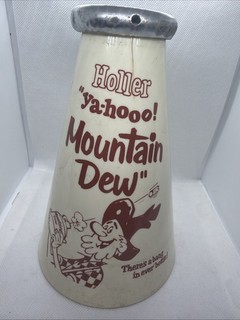 Holler
"ya-hooo!
Mountain
Dew"
There's a bang
in ever' bottle!